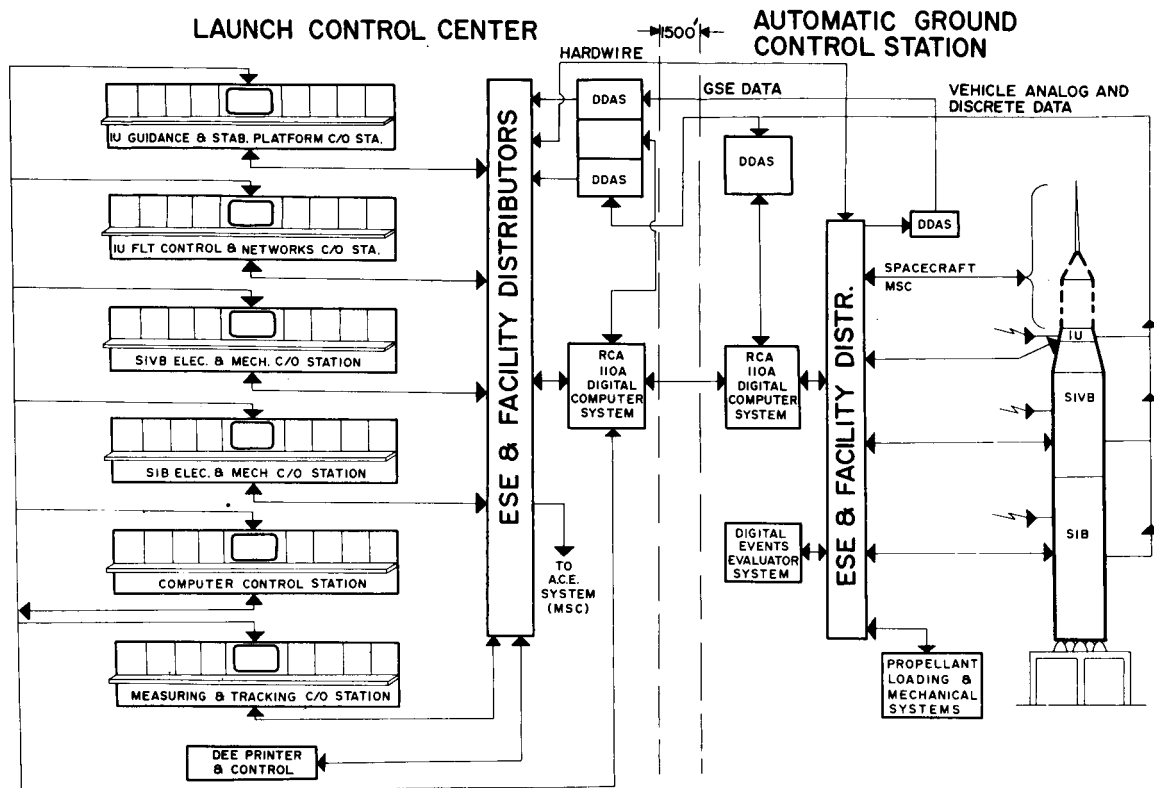 LAUNCH CONTROL CENTER
1500'
AUTOMATIC GROUND
CONTROL STATION
HARDWIRE
GSE DATA
VEHICLE ANALOG AND
DISCRETE DATA
IU GUIDANCE & STAB. PLATFORM C/O STA.
IU FLT CONTROL & NETWORKS C/O STA.
SIVB ELEC. & MECH. C/O STATION
SIB ELEC. & MECH C/O STATION
COMPUTER CONTROL STATION
MEASURING & TRACKING C/O STATION
DEE PRINTER
& CONTROL
ESE & FACILITY DISTRIBUTORS
DDAS
DDAS
RCA
110A
DIGITAL
COMPUTER
SYSTEM
TO
A.C.E.
SYSTEM
(MSC)
DDAS
RCA
110A
DIGITAL
COMPUTER
SYSTEM
DIGITAL
EVENTS
EVALUATOR
SYSTEM
ESE & FACILITY DISTR.
DDAS
SPACECRAFT
MSC
PROPELLANT
LOADING &
MECHANICAL
SYSTEMS
IU
SIVB
SIB